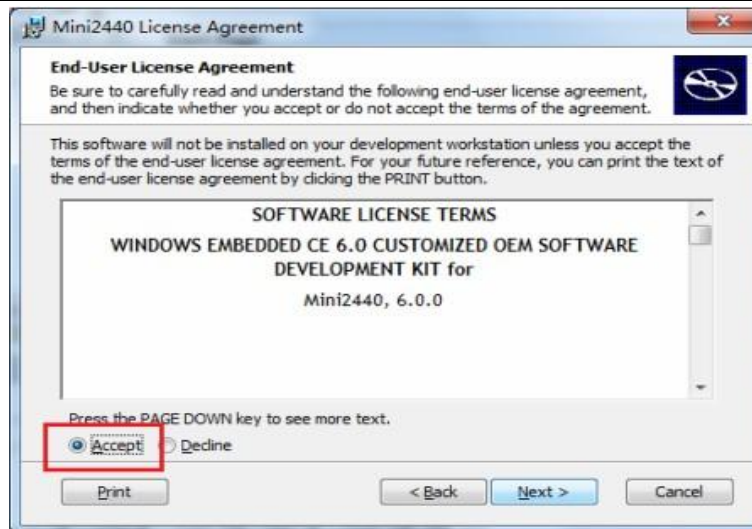 Mini2440 License Agreement
End-User License Agreement
Be sure to carefully read and understand the following end-user license agreement,
and then indicate whether you accept or do not accept the terms of the agreement.
This software will not be installed on your development workstation unless you accept the
terms of the end-user license agreement. For your future reference, you can print the text of
the end-user license agreement by clicking the PRINT button.
SOFTWARE LICENSE TERMS
WINDOWS EMBEDDED CE 6.0 CUSTOMIZED OEM SOFTWARE
DEVELOPMENT KIT for
Mini2440, 6.0.0
Press the PAGE DOWN key to see more text.
Accept Decline
Print < Back Next > Cancel